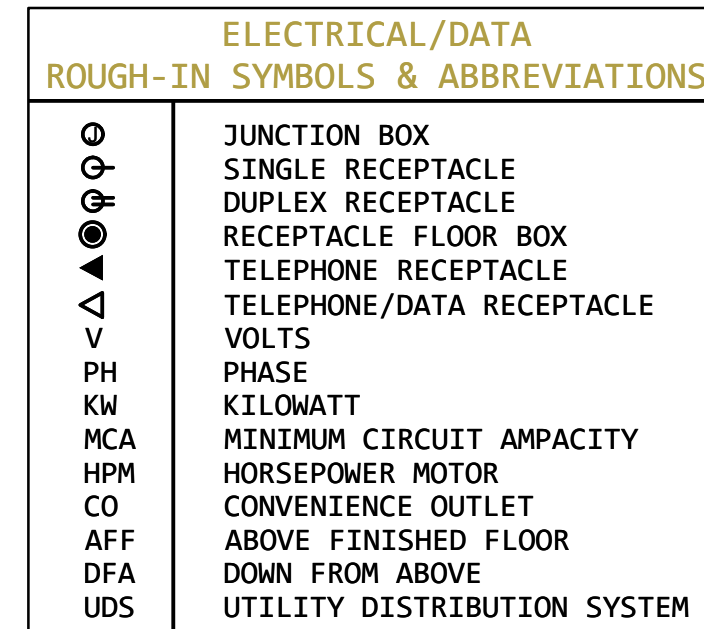 ELECTRICAL/DATA
ROUGH-IN SYMBOLS & ABBREVIATIONS
J JUNCTION BOX
SINGLE RECEPTACLE
DUPLEX RECEPTACLE
RECEPTACLE FLOOR BOX
TELEPHONE RECEPTACLE
TELEPHONE/DATA RECEPTACLE
V VOLTS
PH PHASE
KW KILOWATT
MCA MINIMUM CIRCUIT AMPACITY
HPM HORSEPOWER MOTOR
CO CONVENIENCE OUTLET
AFF ABOVE FINISHED FLOOR
DFA DOWN FROM ABOVE
UDS UTILITY DISTRIBUTION SYSTEM